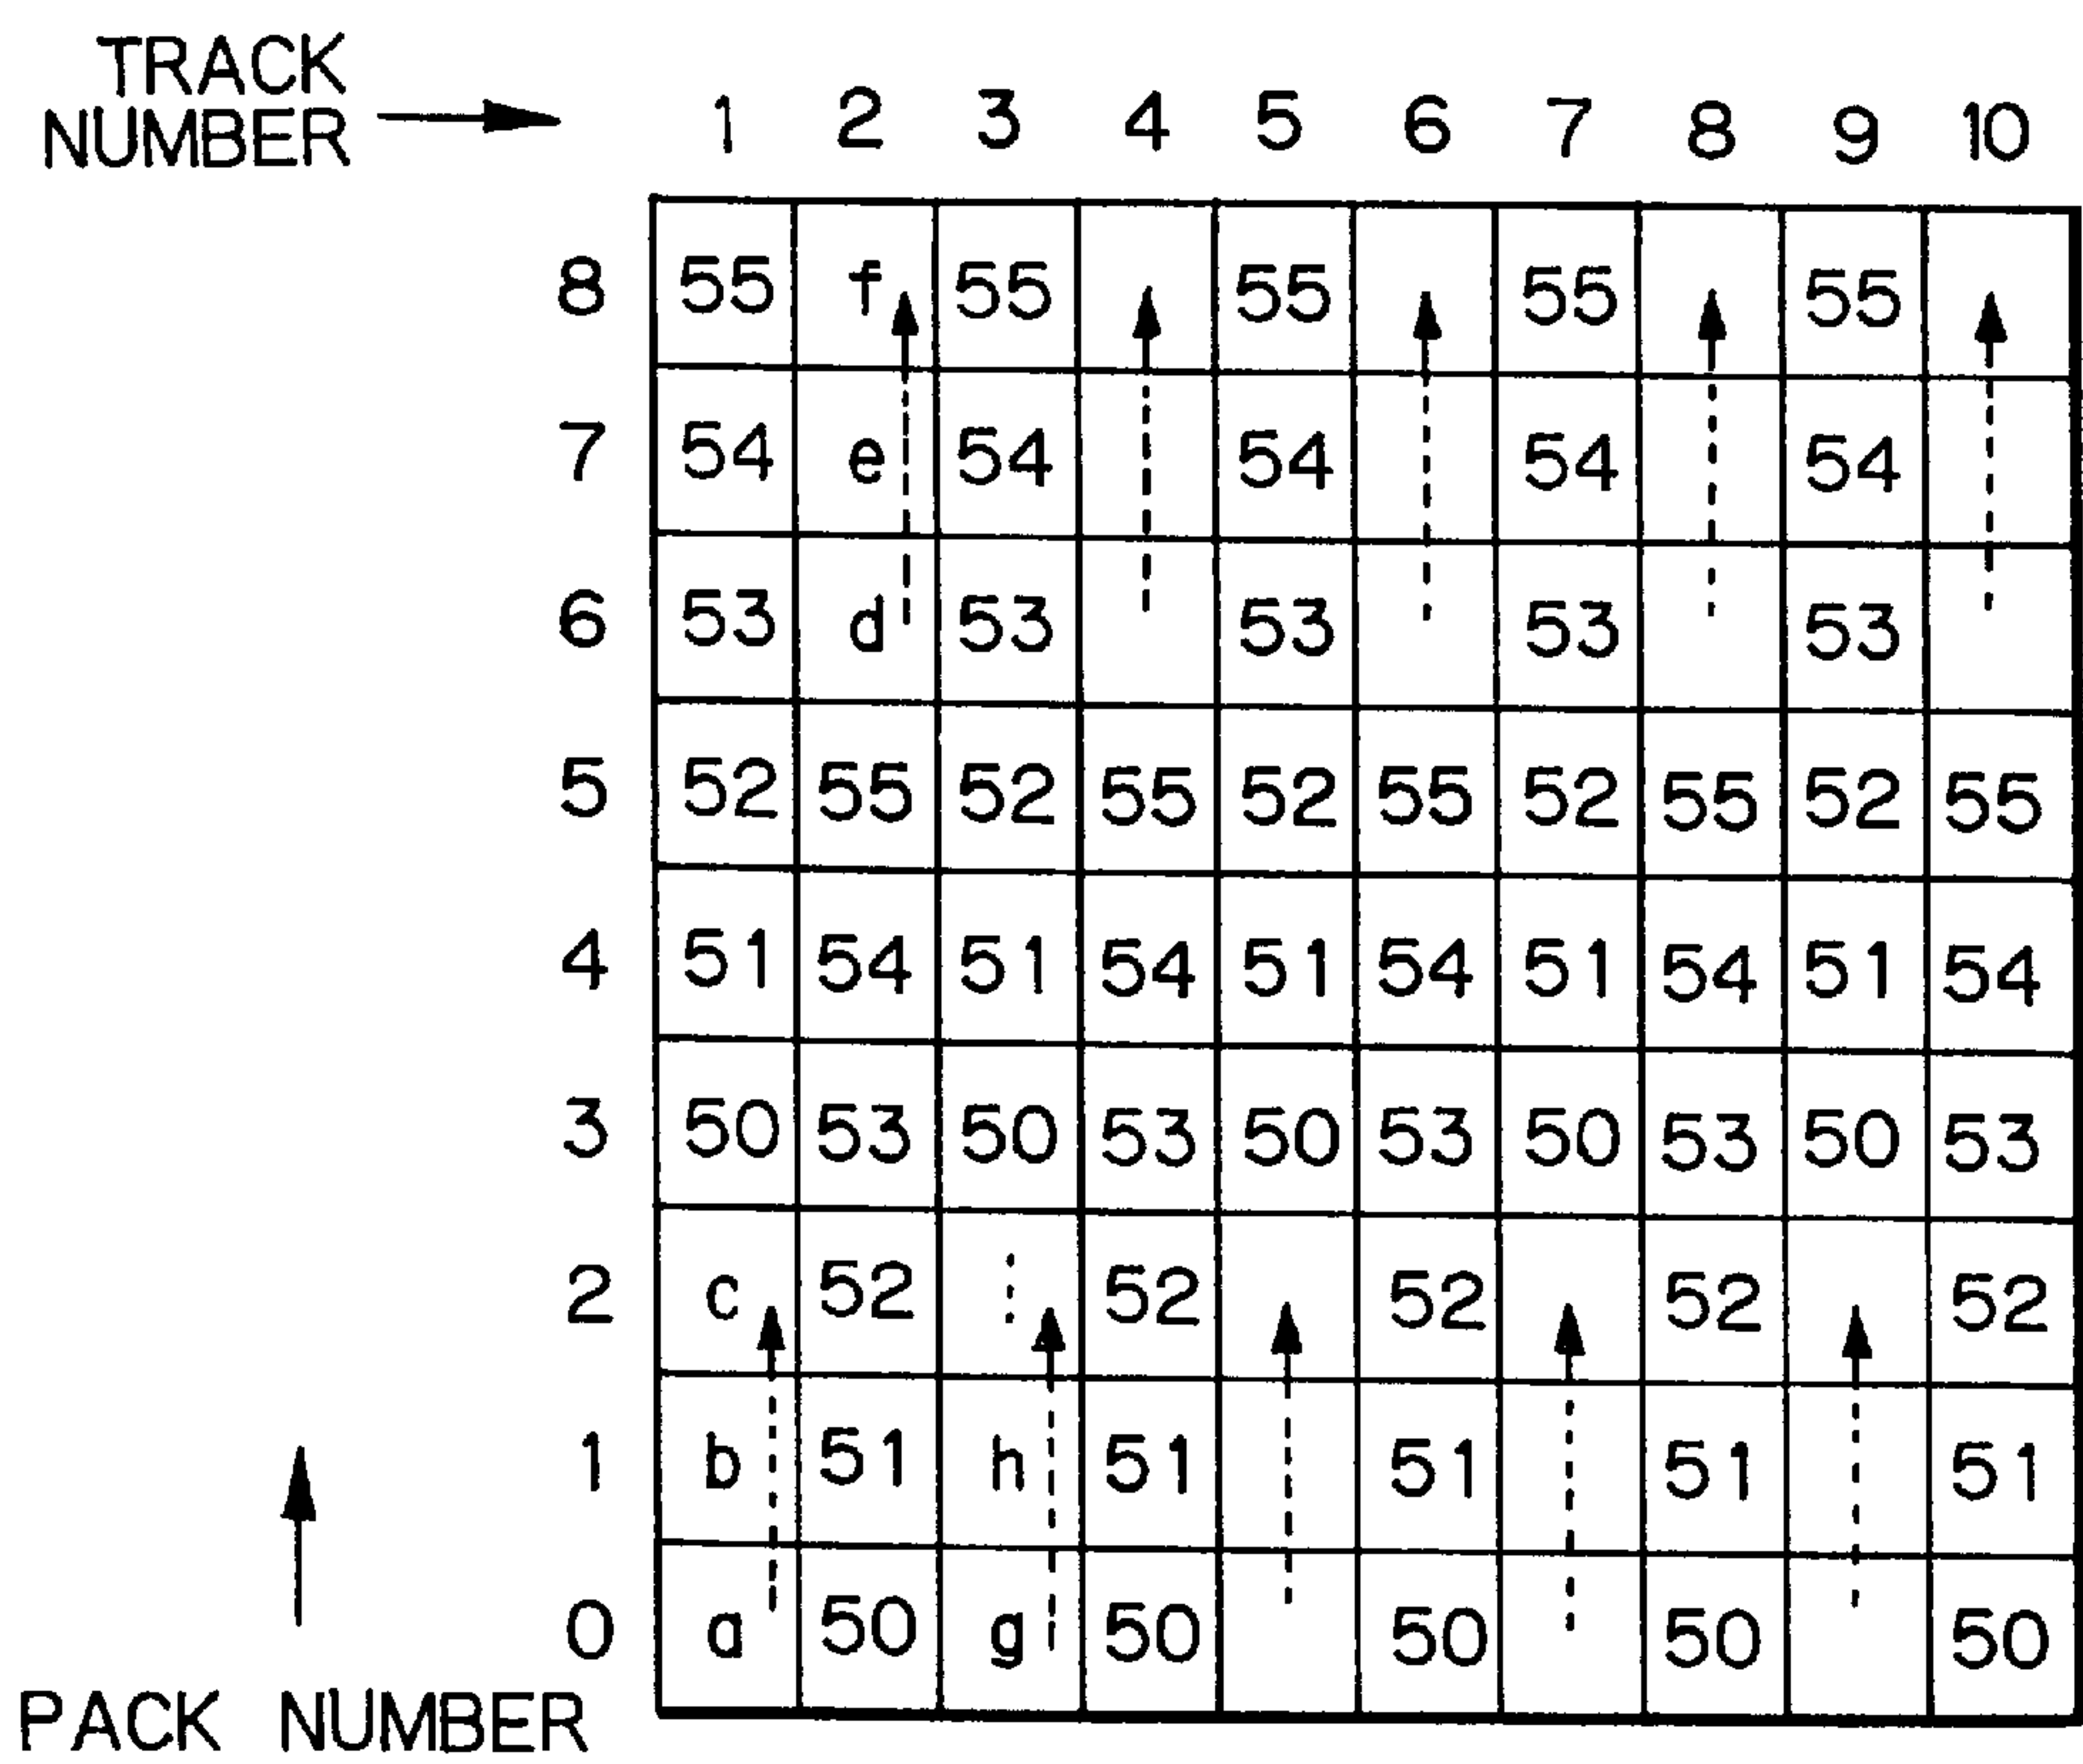 TRACK
NUMBER 1 2 3 4 5 6 7 8 9 10
8 55 f 55 55 55 55
7 54 e 54 54 54 54
6 53 d 53 53 53 53
5 52 55 52 55 52 55 52 55 52 55
4 51 54 51 54 51 54 51 54 51 54
3 50 53 50 53 50 53 50 53 50 53
2 c 52 52 52 52 52
1 b 51 h 51 51 51 51
0 a 50 g 50 50 50 50
PACK NUMBER